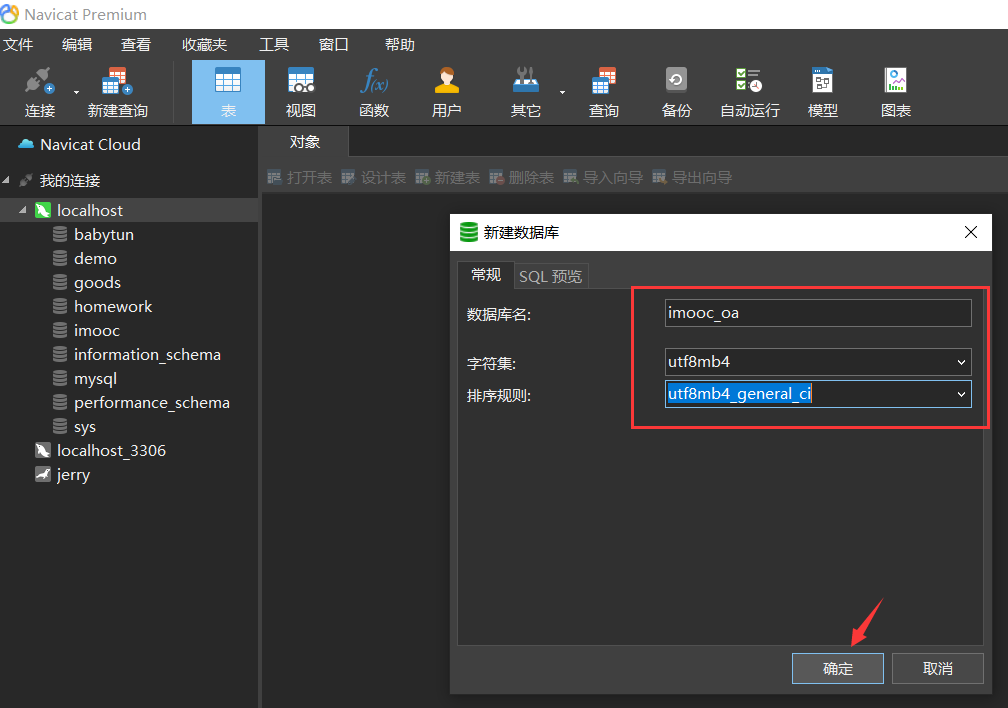 Navicat Premium
文件 编辑 查看 收藏夹 工具 窗口 帮助
连接 新建查询 表 视图 函数 用户 其它 查询 备份 自动运行 模型 图表
Navicat Cloud
对象
我的连接
打开表 设计表 新建表 删除表 导入向导 导出向导
localhost
babytun
demo
goods
homework
imooc
information_schema
mysql
performance_schema
sys
localhost_3306
jerry
新建数据库
常规 SQL 预览
数据库名: imooc_oa
字符集: utf8mb4
排序规则: utf8mb4_general_ci
确定 取消